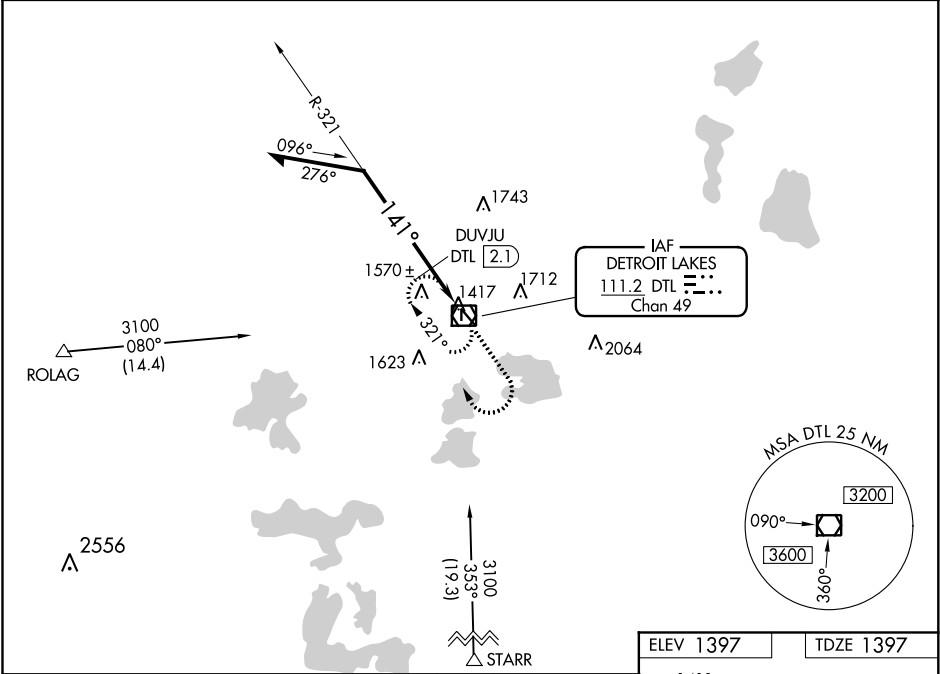 R-321
096°
276°
141°
1743
DUVJU
DTL 2.1
1570 ±
1417
1712
IAF
DETROIT LAKES
111.2 DTL
Chan 49
321°
1623
2064
3100
080°
(14.4)
ROLAG
MSA DTL 25 NM
3200
090°
3600
360°
2556
3100
353°
(19.3)
STARR
ELEV 1397
TDZE 1397